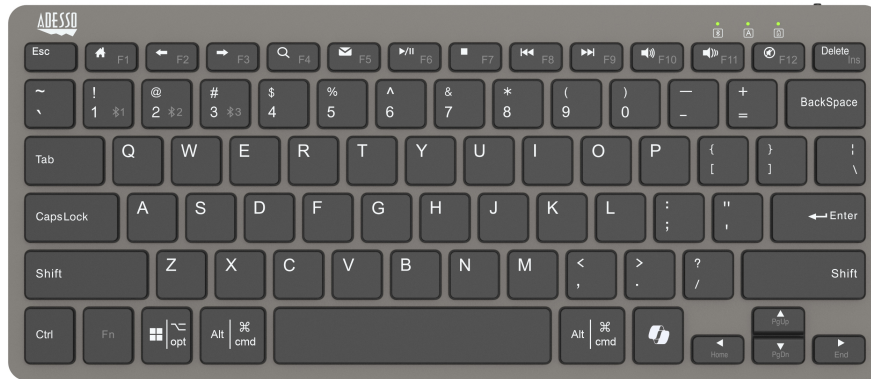 ADESSO
A
Esc F1 F2 F3 F4 F5 F6 F7 F8 F9 F10 F11 F12 Delete Ins
~ ! @ # $ % ^ & * ( ) — +
` 1 1 2 2 3 3 4 5 6 7 8 9 0 - = BackSpace
Tab Q W E R T Y U I O P { [ } ] ¦ \
CapsLock A S D F G H J K L : ; " ' Enter
Shift Z X C V B N M < , > . ? / Shift
Ctrl Fn opt Alt ⌘ cmd Alt ⌘ cmd
PgUp
Home PgDn End